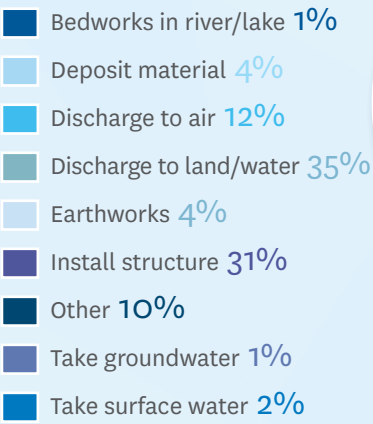 Bedworks in river/lake 1%
Deposit material 4%
Discharge to air 12%
Discharge to land/water 35%
Earthworks 4%
Install structure 31%
Other 10%
Take groundwater 1%
Take surface water 2%